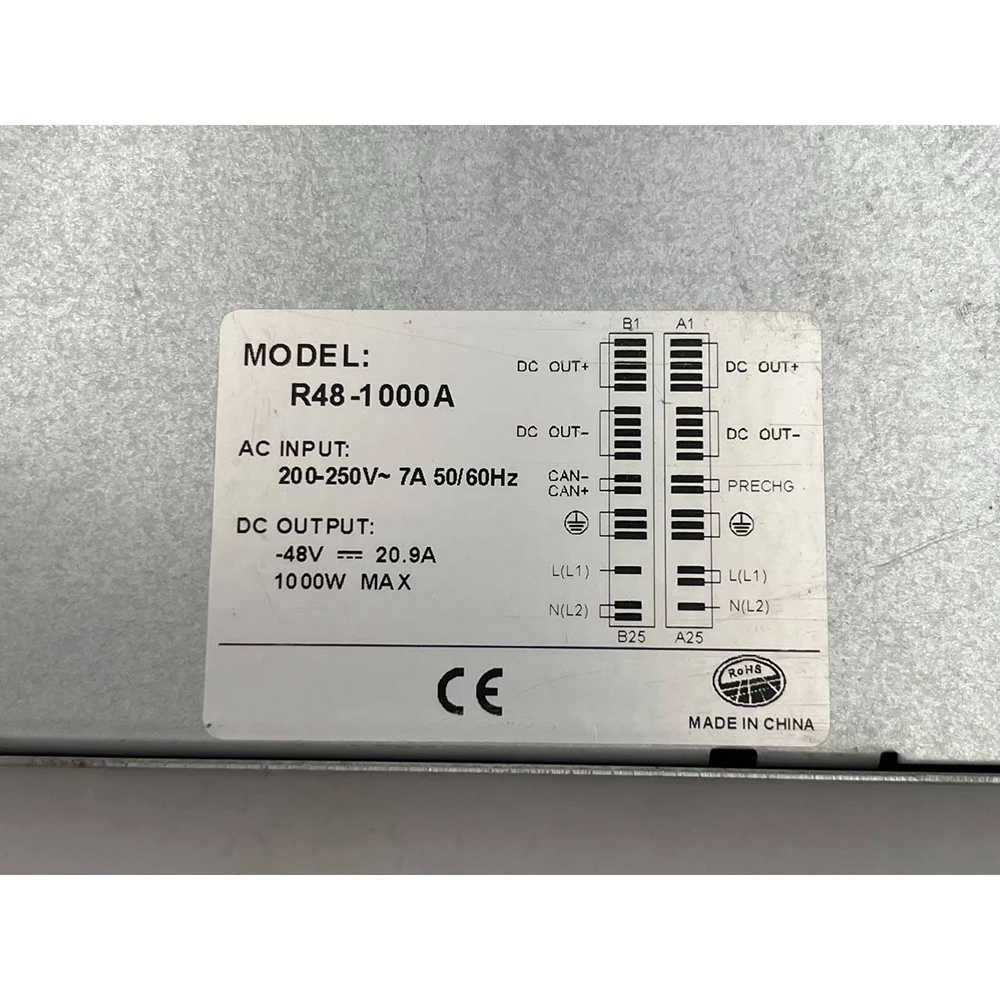 MODEL:
R48-1000A
AC INPUT:
200-250V~ 7A 50/60Hz
DC OUTPUT:
-48V ⎓ 20.9A
1000W MAX
B1 A1
DC OUT+ DC OUT+
DC OUT- DC OUT-
CAN- PRECHG
CAN+
L(L1) L(L1)
N(L2) N(L2)
B25 A25
CE
RoHS
MADE IN CHINA